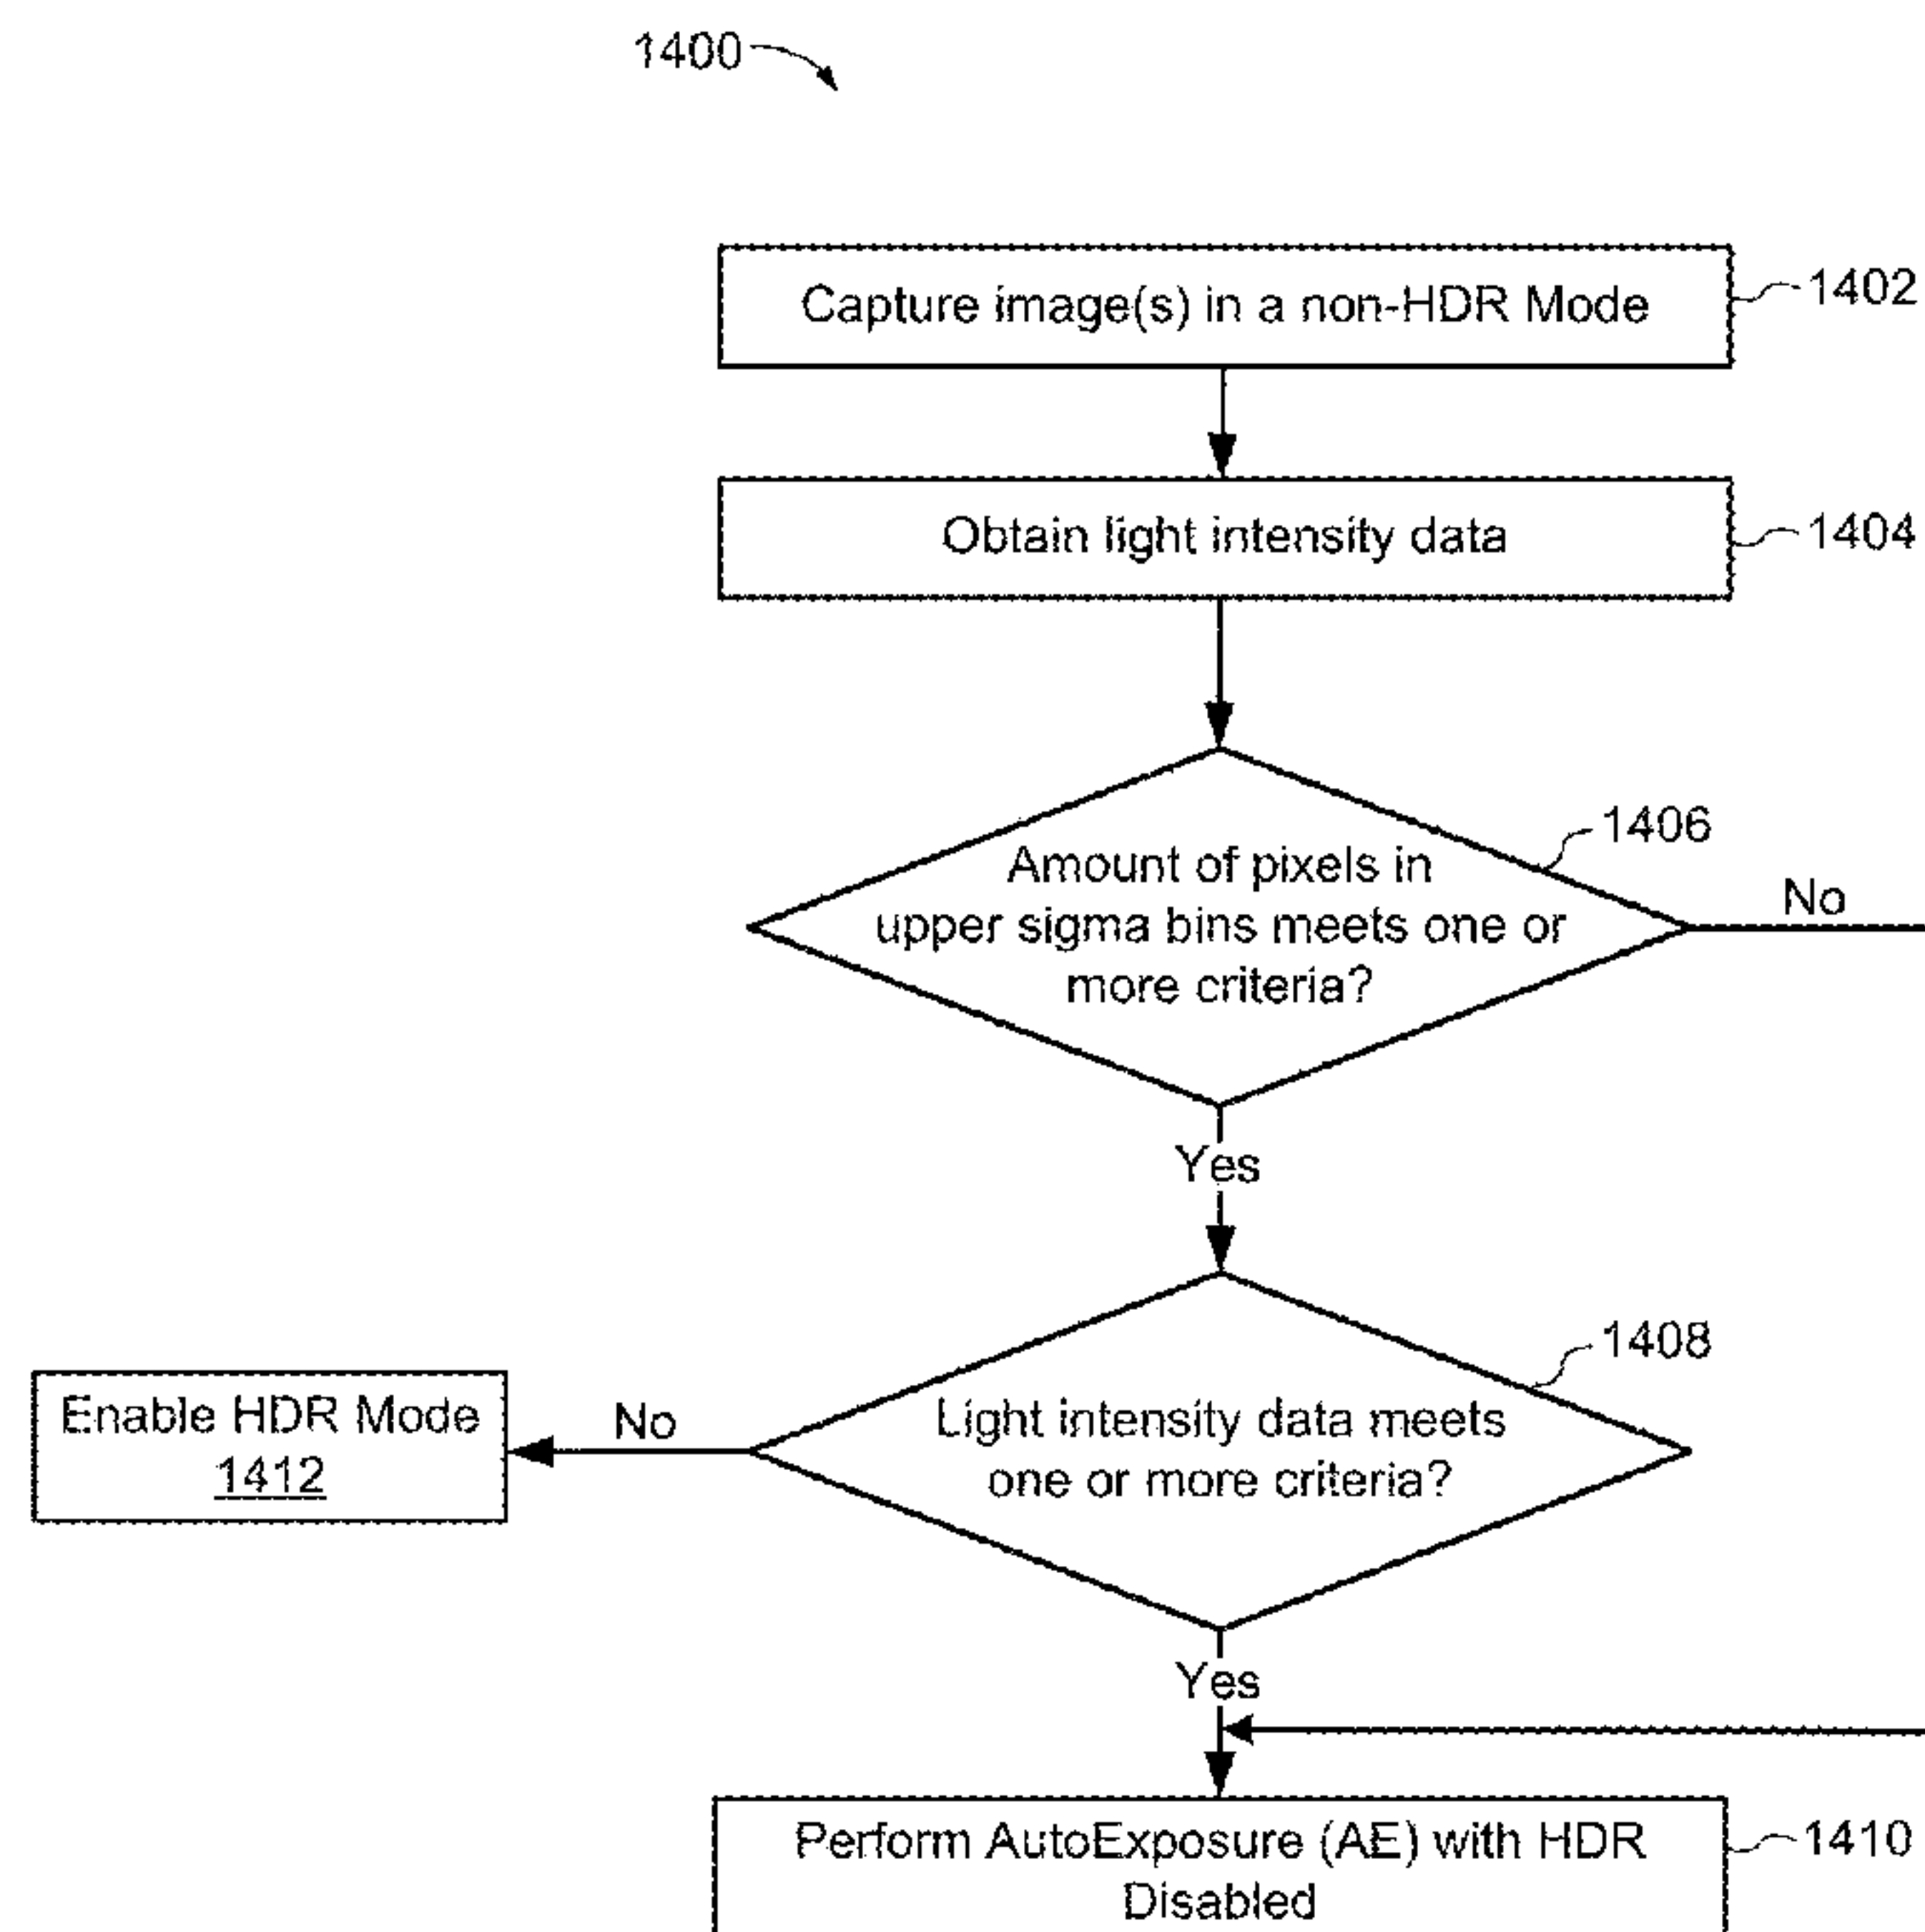 1400
Capture image(s) in a non-HDR Mode
1402
Obtain light intensity data
1404
1406
Amount of pixels in
upper sigma bins meets one or
more criteria?
No
Yes
1408
Light intensity data meets
one or more criteria?
No
Enable HDR Mode
1412
Yes
Perform AutoExposure (AE) with HDR
Disabled
1410